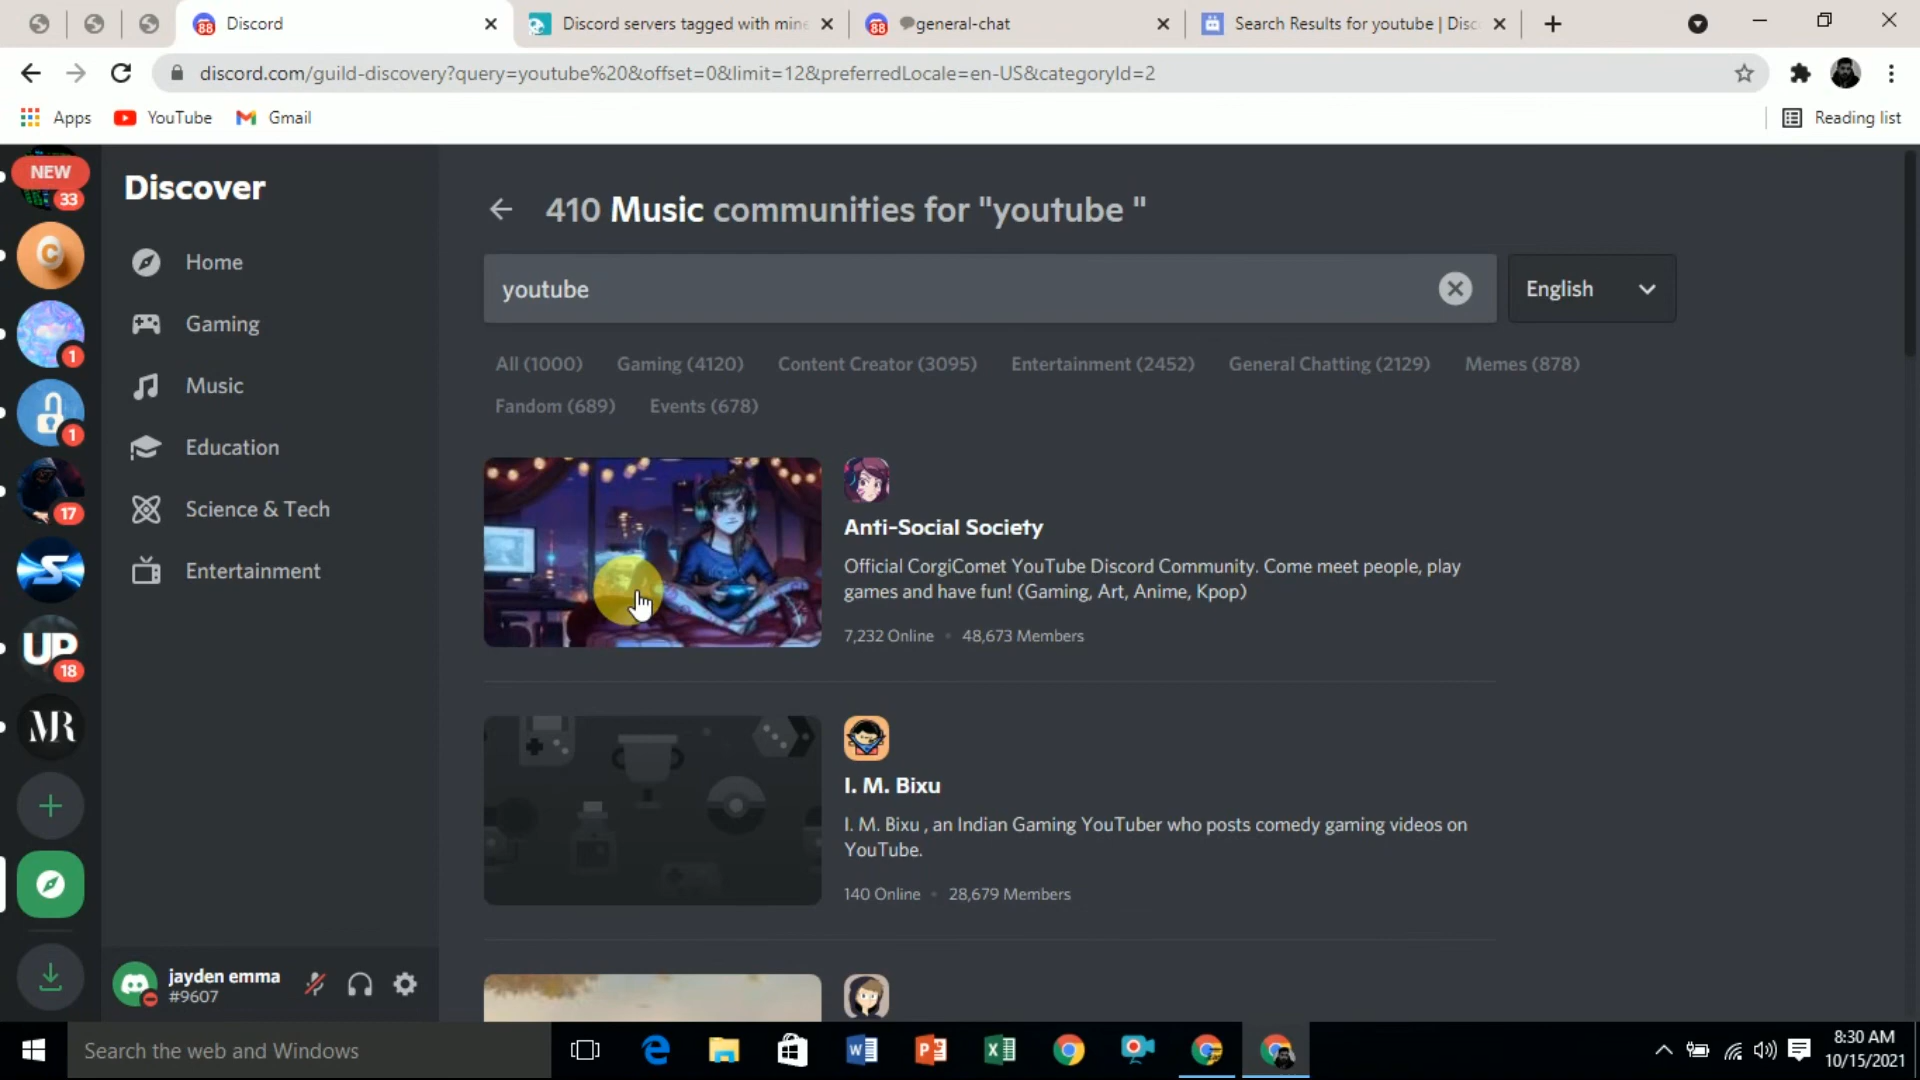 Discord
Discord servers tagged with mine
general-chat
Search Results for youtube | Disc
discord.com/guild-discovery?query=youtube%20&offset=0&limit=12&preferredLocale=en-US&categoryId=2
Apps
YouTube
Gmail
Reading list
NEW
33
C
1
1
17
S
UP
18
MR
Discover
Home
Gaming
Music
Education
Science & Tech
Entertainment
jayden emma
#9607
410 Music communities for "youtube "
youtube
English
All (1000) Gaming (4120) Content Creator (3095) Entertainment (2452) General Chatting (2129) Memes (878)
Fandom (689) Events (678)
Anti-Social Society
Official CorgiComet YouTube Discord Community. Come meet people, play
games and have fun! (Gaming, Art, Anime, Kpop)
7,232 Online • 48,673 Members
I. M. Bixu
I. M. Bixu , an Indian Gaming YouTuber who posts comedy gaming videos on
YouTube.
140 Online • 28,679 Members
Search the web and Windows
8:30 AM
10/15/2021